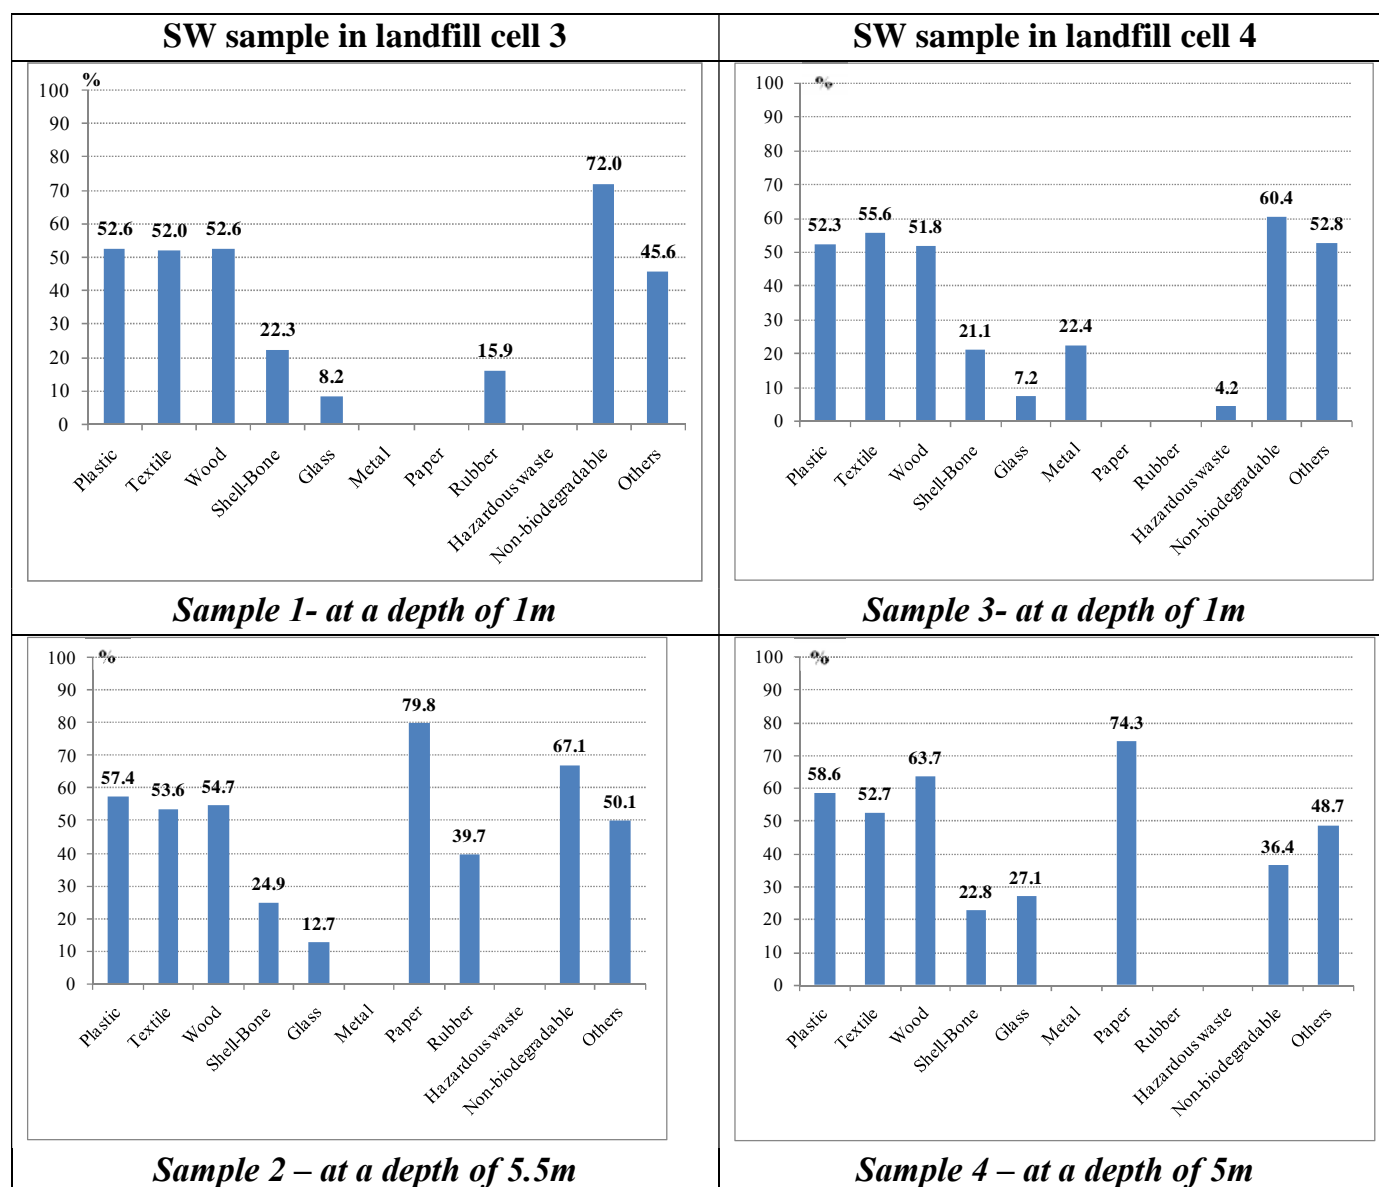 SW sample in landfill cell 3
SW sample in landfill cell 4
%
100
90
80
70
60
50
40
30
20
10
0
52.6
52.0
52.6
22.3
8.2
15.9
72.0
45.6
Plastic
Textile
Wood
Shell-Bone
Glass
Metal
Paper
Rubber
Hazardous waste
Non-biodegradable
Others
Sample 1- at a depth of 1m
%
100
90
80
70
60
50
40
30
20
10
0
52.3
55.6
51.8
21.1
7.2
22.4
4.2
60.4
52.8
Plastic
Textile
Wood
Shell-Bone
Glass
Metal
Paper
Rubber
Hazardous waste
Non-biodegradable
Others
Sample 3- at a depth of 1m
%
100
90
80
70
60
50
40
30
20
10
0
57.4
53.6
54.7
24.9
12.7
79.8
39.7
67.1
50.1
Plastic
Textile
Wood
Shell-Bone
Glass
Metal
Paper
Rubber
Hazardous waste
Non-biodegradable
Others
Sample 2 – at a depth of 5.5m
%
100
90
80
70
60
50
40
30
20
10
0
58.6
52.7
63.7
22.8
27.1
74.3
36.4
48.7
Plastic
Textile
Wood
Shell-Bone
Glass
Metal
Paper
Rubber
Hazardous waste
Non-biodegradable
Others
Sample 4 – at a depth of 5m